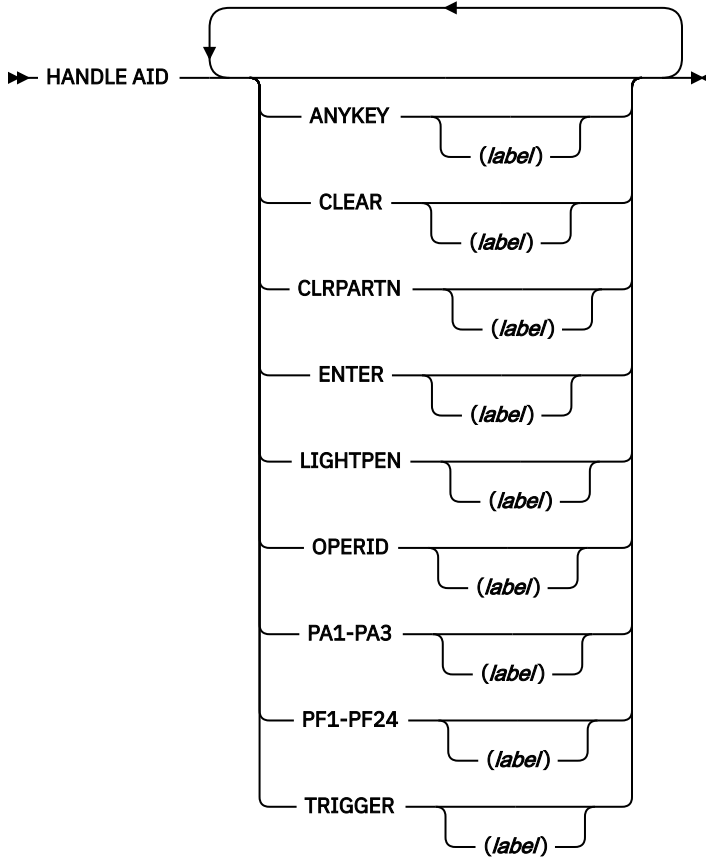 HANDLE AID
ANYKEY
(label)
CLEAR
(label)
CLRPARTN
(label)
ENTER
(label)
LIGHTPEN
(label)
OPERID
(label)
PA1-PA3
(label)
PF1-PF24
(label)
TRIGGER
(label)